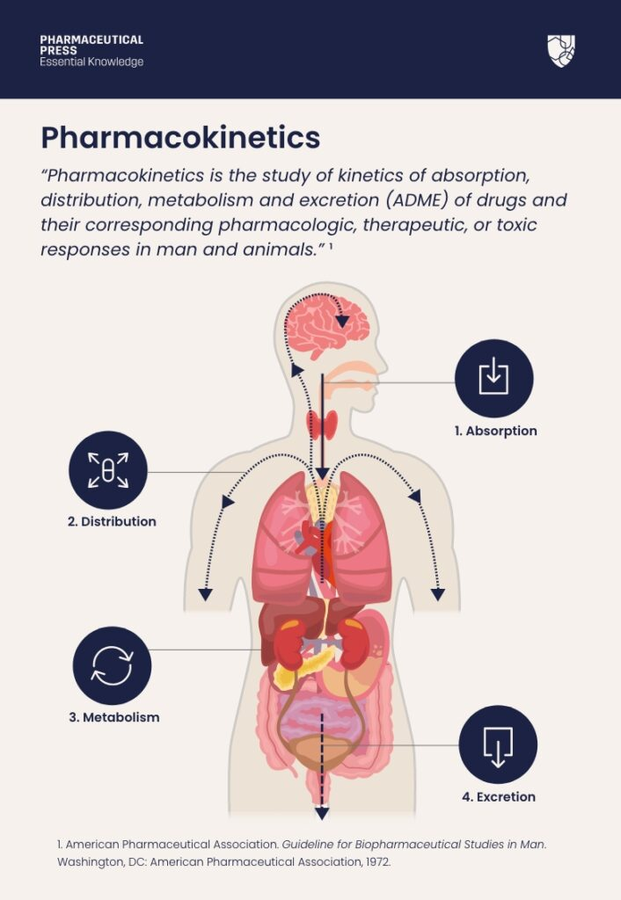 PHARMACEUTICAL
PRESS
Essential Knowledge
Pharmacokinetics
“Pharmacokinetics is the study of kinetics of absorption,
distribution, metabolism and excretion (ADME) of drugs and
their corresponding pharmacologic, therapeutic, or toxic
responses in man and animals.” ¹
1. Absorption
2. Distribution
3. Metabolism
4. Excretion
1. American Pharmaceutical Association. Guideline for Biopharmaceutical Studies in Man.
Washington, DC: American Pharmaceutical Association, 1972.